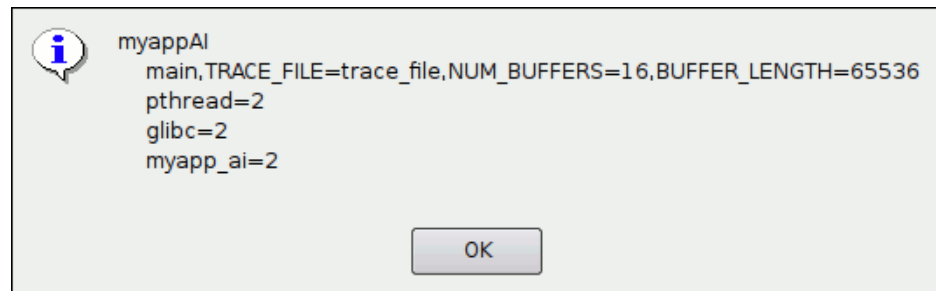 myappAI
main,TRACE_FILE=trace_file,NUM_BUFFERS=16,BUFFER_LENGTH=65536
pthread=2
glibc=2
myapp_ai=2
OK